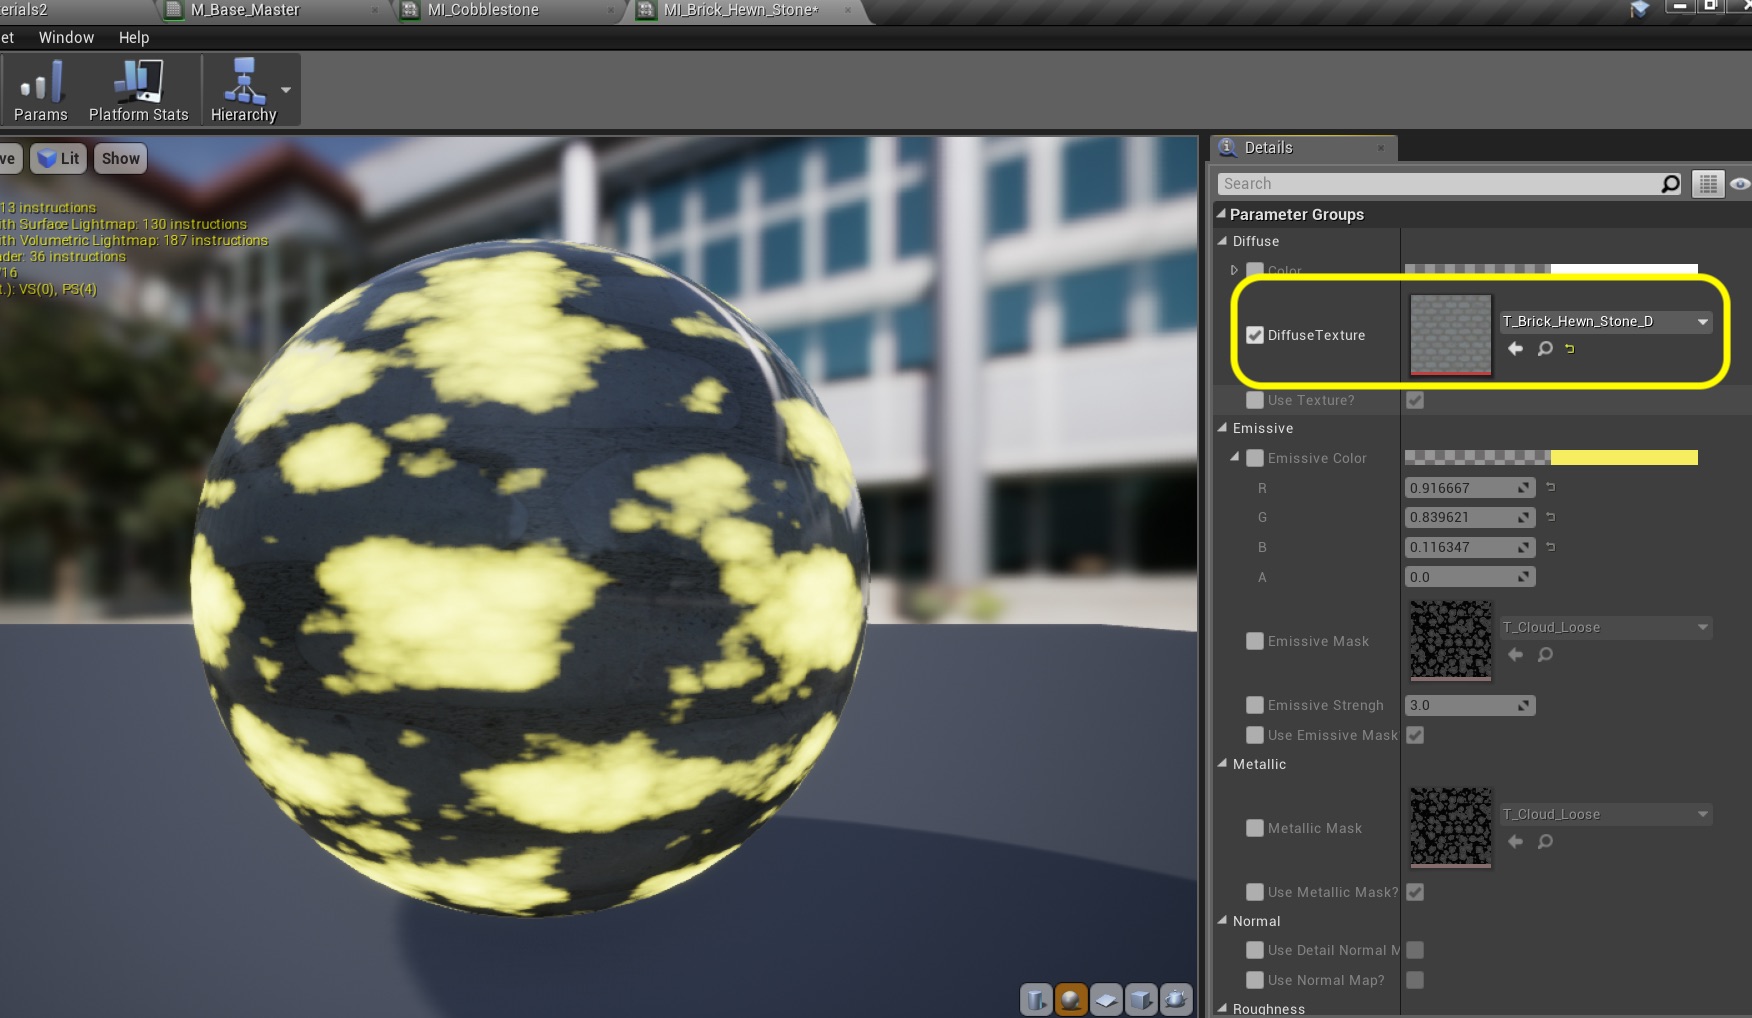 terials2
M_Base_Master
MI_Cobblestone
MI_Brick_Hewn_Stone*
et
Window
Help
Params
Platform Stats
Hierarchy
ve
Lit
Show
13 instructions
ith Surface Lightmap: 130 instructions
ith Volumetric Lightmap: 187 instructions
ader: 36 instructions
/16
t.): VS(0), PS(4)
Details
Search
Parameter Groups
Diffuse
Color
DiffuseTexture
T_Brick_Hewn_Stone_D
Use Texture?
Emissive
Emissive Color
R
0.916667
G
0.839621
B
0.116347
A
0.0
Emissive Mask
T_Cloud_Loose
Emissive Strengh
3.0
Use Emissive Mask
Metallic
Metallic Mask
T_Cloud_Loose
Use Metallic Mask?
Normal
Use Detail Normal M
Use Normal Map?
Roughness